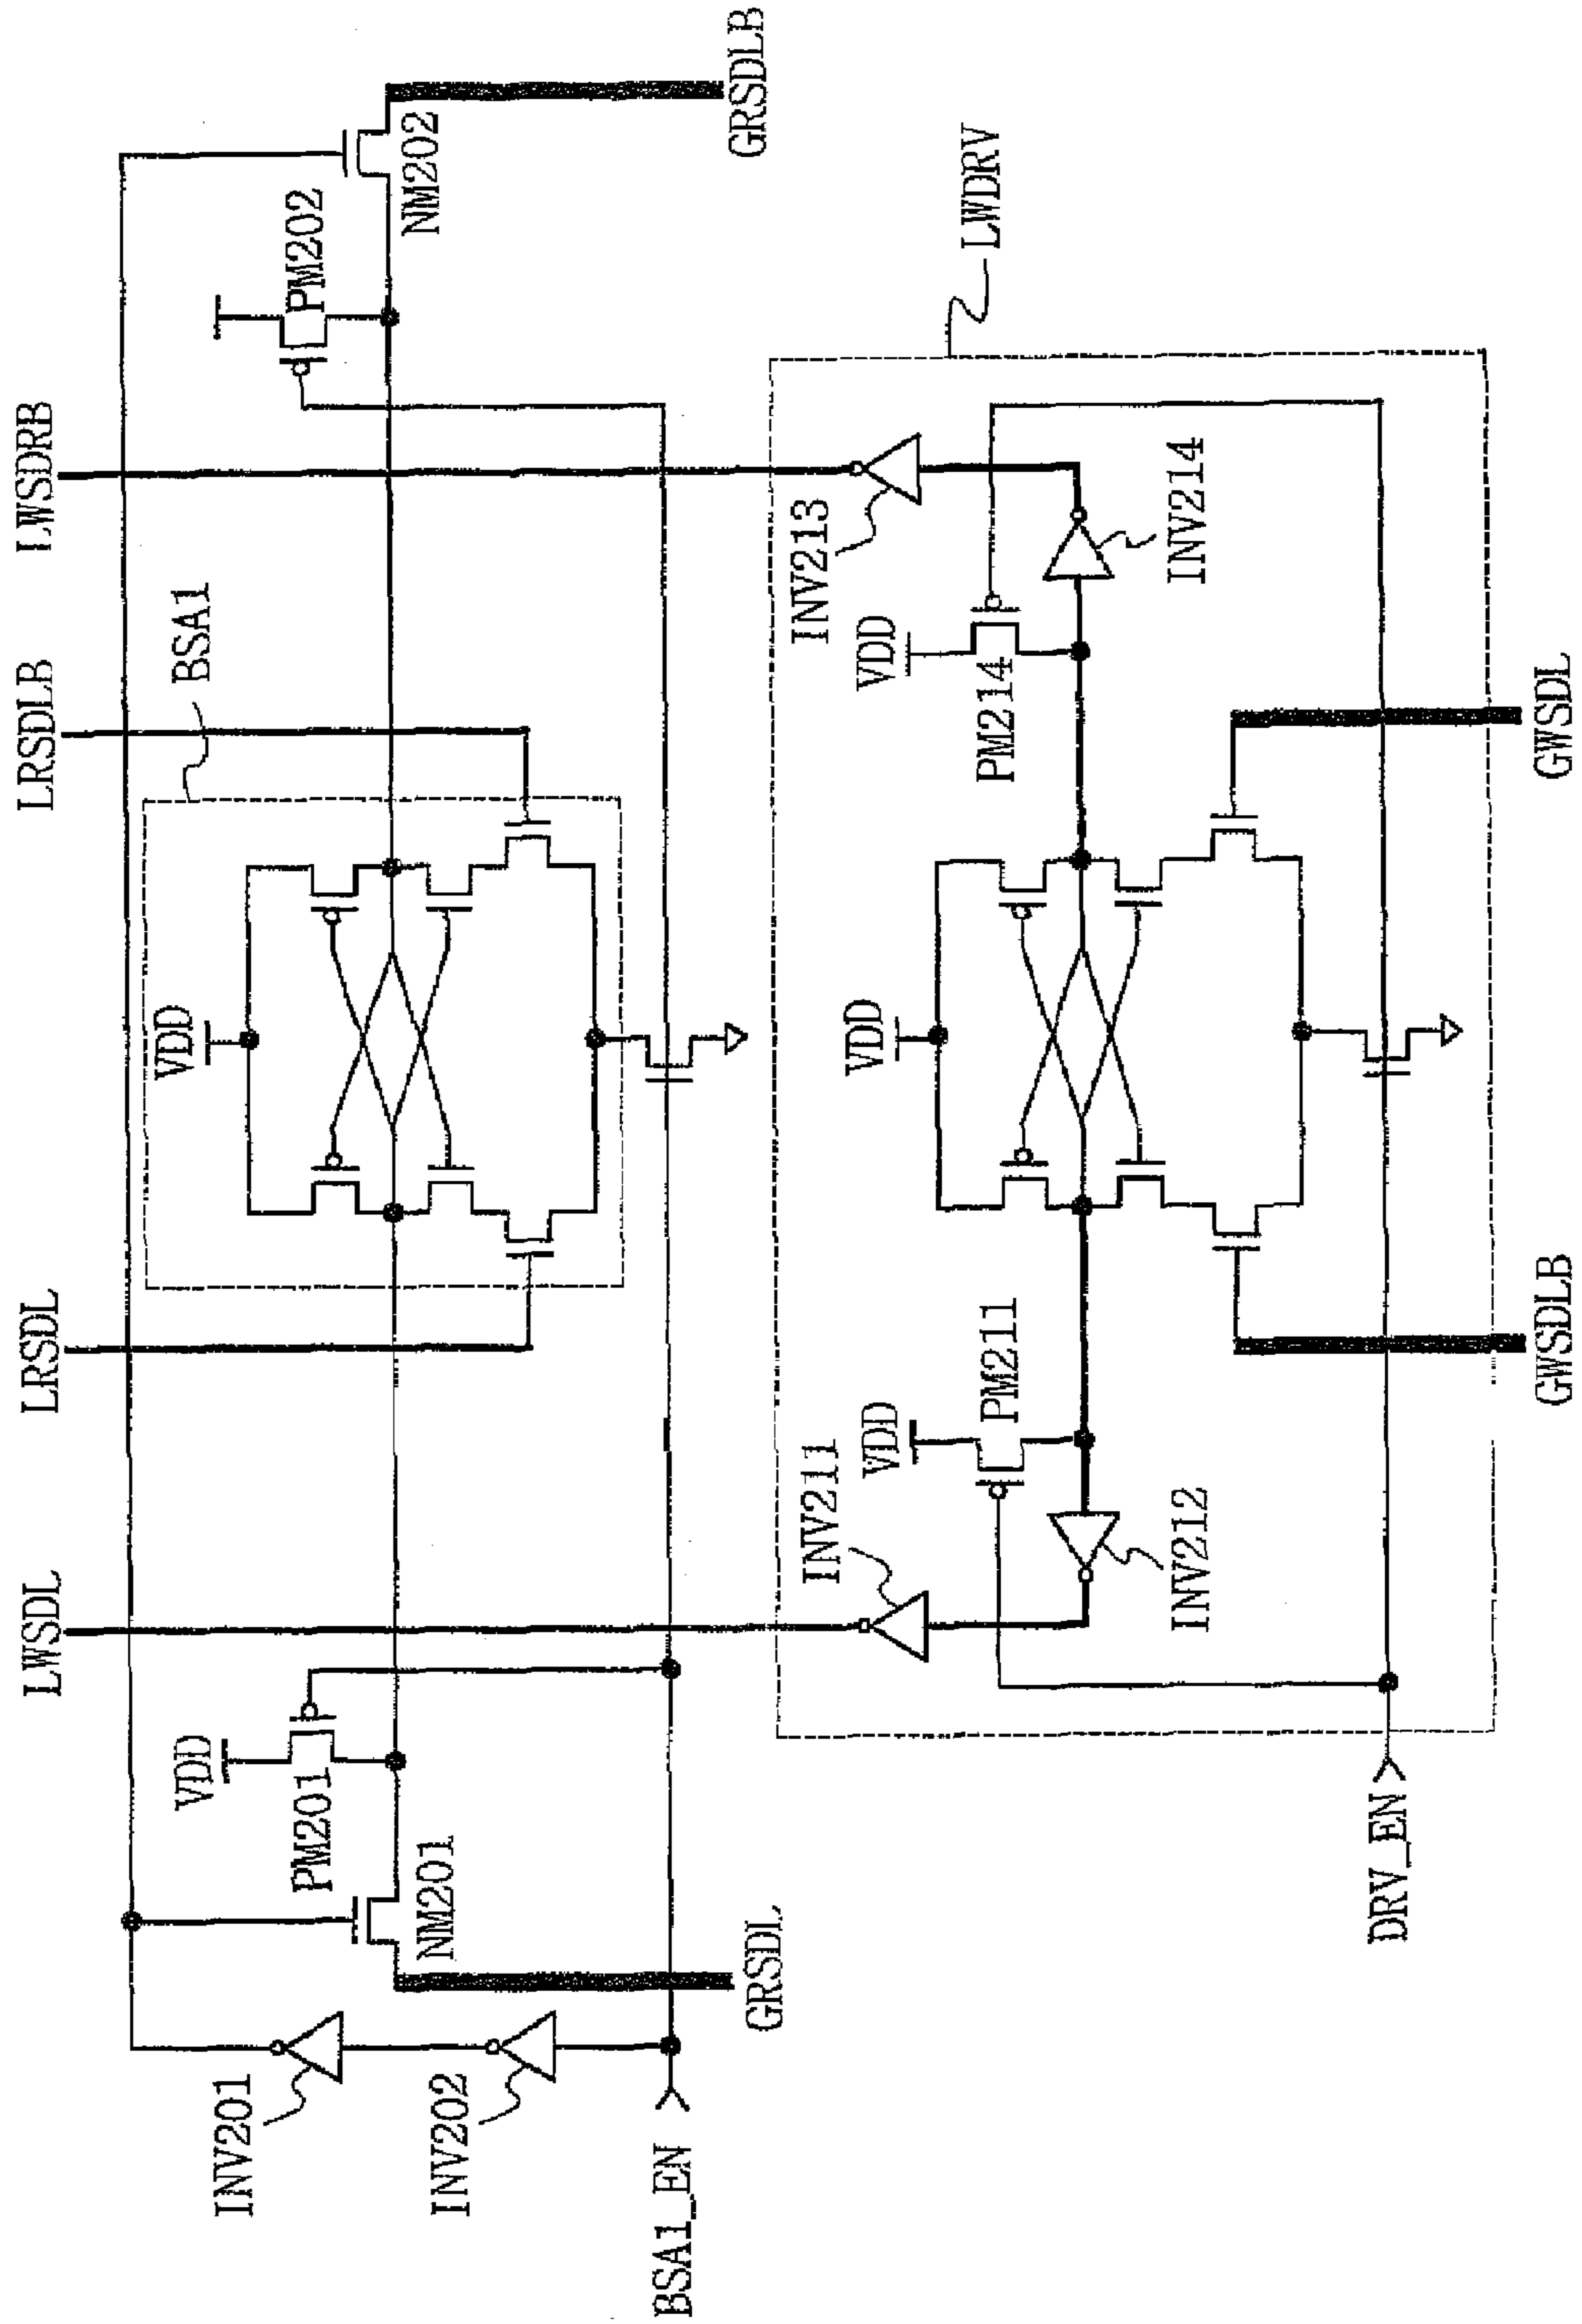 LWSDL
LRSDL
LRSDLB
LWSDRB
BSA1
VDD
VDD
PM201
PM202
NM201
NM202
INV201
INV202
BSA1_EN
GRSDL
GRSDLB
LWDRV
INV211
INV213
VDD
VDD
VDD
PM211
PM214
INV212
INV214
DRV_EN
GWSDLB
GWSDL